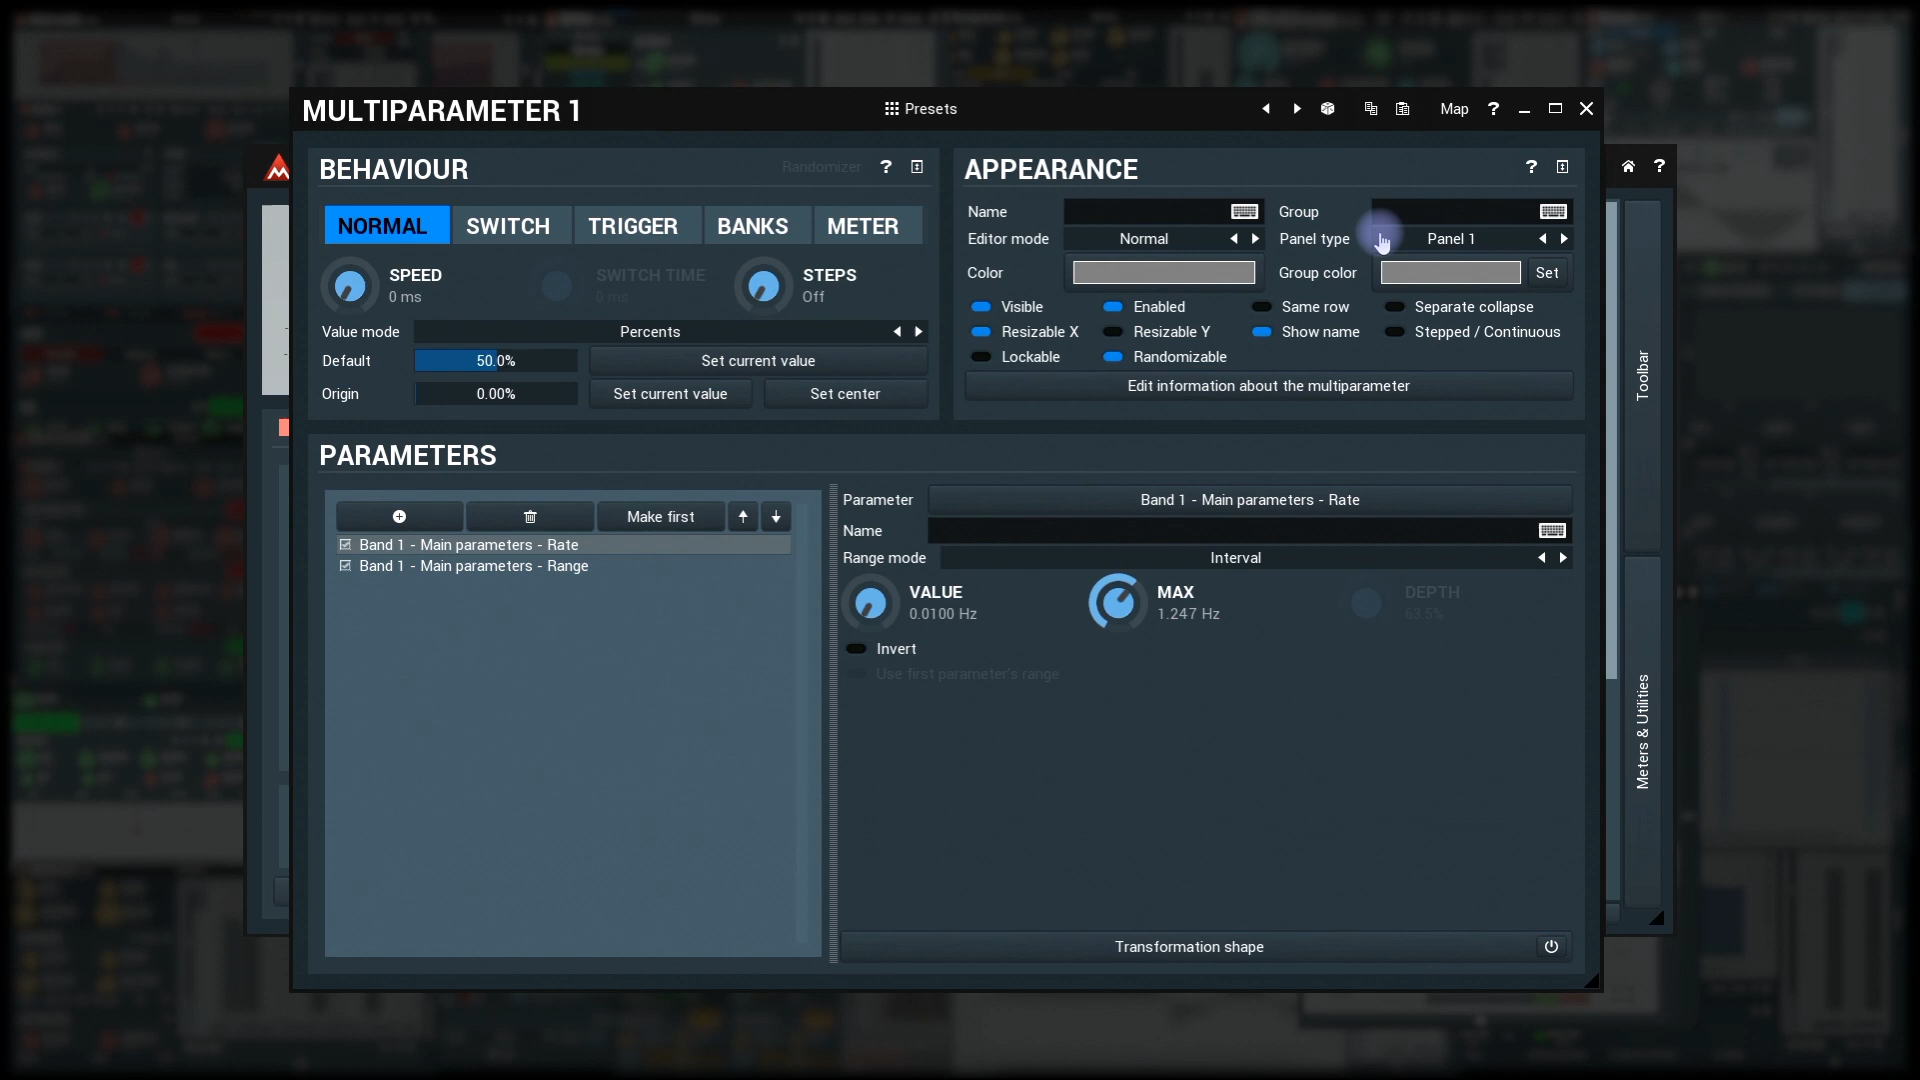 MULTIPARAMETER 1
Presets
Map ?
BEHAVIOUR
Randomizer ?
NORMAL SWITCH TRIGGER BANKS METER
SPEED
0 ms
SWITCH TIME
0 ms
STEPS
Off
Value mode Percents
Default 50.0% Set current value
Origin 0.00% Set current value Set center
APPEARANCE ?
Name Group
Editor mode Normal Panel type Panel 1
Color Group color Set
Visible Enabled Same row Separate collapse
Resizable X Resizable Y Show name Stepped / Continuous
Lockable Randomizable
Edit information about the multiparameter
PARAMETERS
Make first
Band 1 - Main parameters - Rate
Band 1 - Main parameters - Range
Parameter Band 1 - Main parameters - Rate
Name
Range mode Interval
VALUE
0.0100 Hz
MAX
1.247 Hz
DEPTH
63.5%
Invert
Use first parameter's range
Transformation shape
?
Toolbar
Meters & Utilities